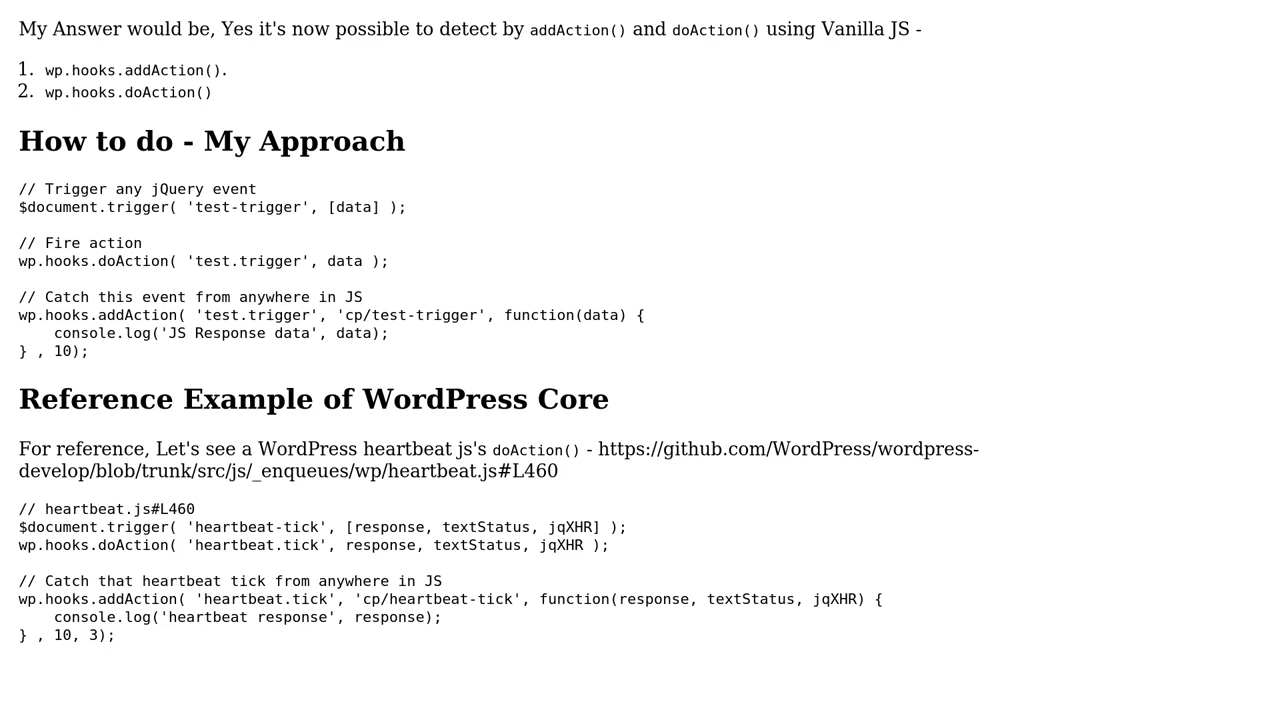 My Answer would be, Yes it's now possible to detect by addAction() and doAction() using Vanilla JS -
1. wp.hooks.addAction().
2. wp.hooks.doAction()
How to do - My Approach
// Trigger any jQuery event
$document.trigger( 'test-trigger', [data] );
// Fire action
wp.hooks.doAction( 'test.trigger', data );
// Catch this event from anywhere in JS
wp.hooks.addAction( 'test.trigger', 'cp/test-trigger', function(data) {
    console.log('JS Response data', data);
} , 10);
Reference Example of WordPress Core
For reference, Let's see a WordPress heartbeat js's doAction() - https://github.com/WordPress/wordpress-
develop/blob/trunk/src/js/_enqueues/wp/heartbeat.js#L460
// heartbeat.js#L460
$document.trigger( 'heartbeat-tick', [response, textStatus, jqXHR] );
wp.hooks.doAction( 'heartbeat.tick', response, textStatus, jqXHR );
// Catch that heartbeat tick from anywhere in JS
wp.hooks.addAction( 'heartbeat.tick', 'cp/heartbeat-tick', function(response, textStatus, jqXHR) {
    console.log('heartbeat response', response);
} , 10, 3);